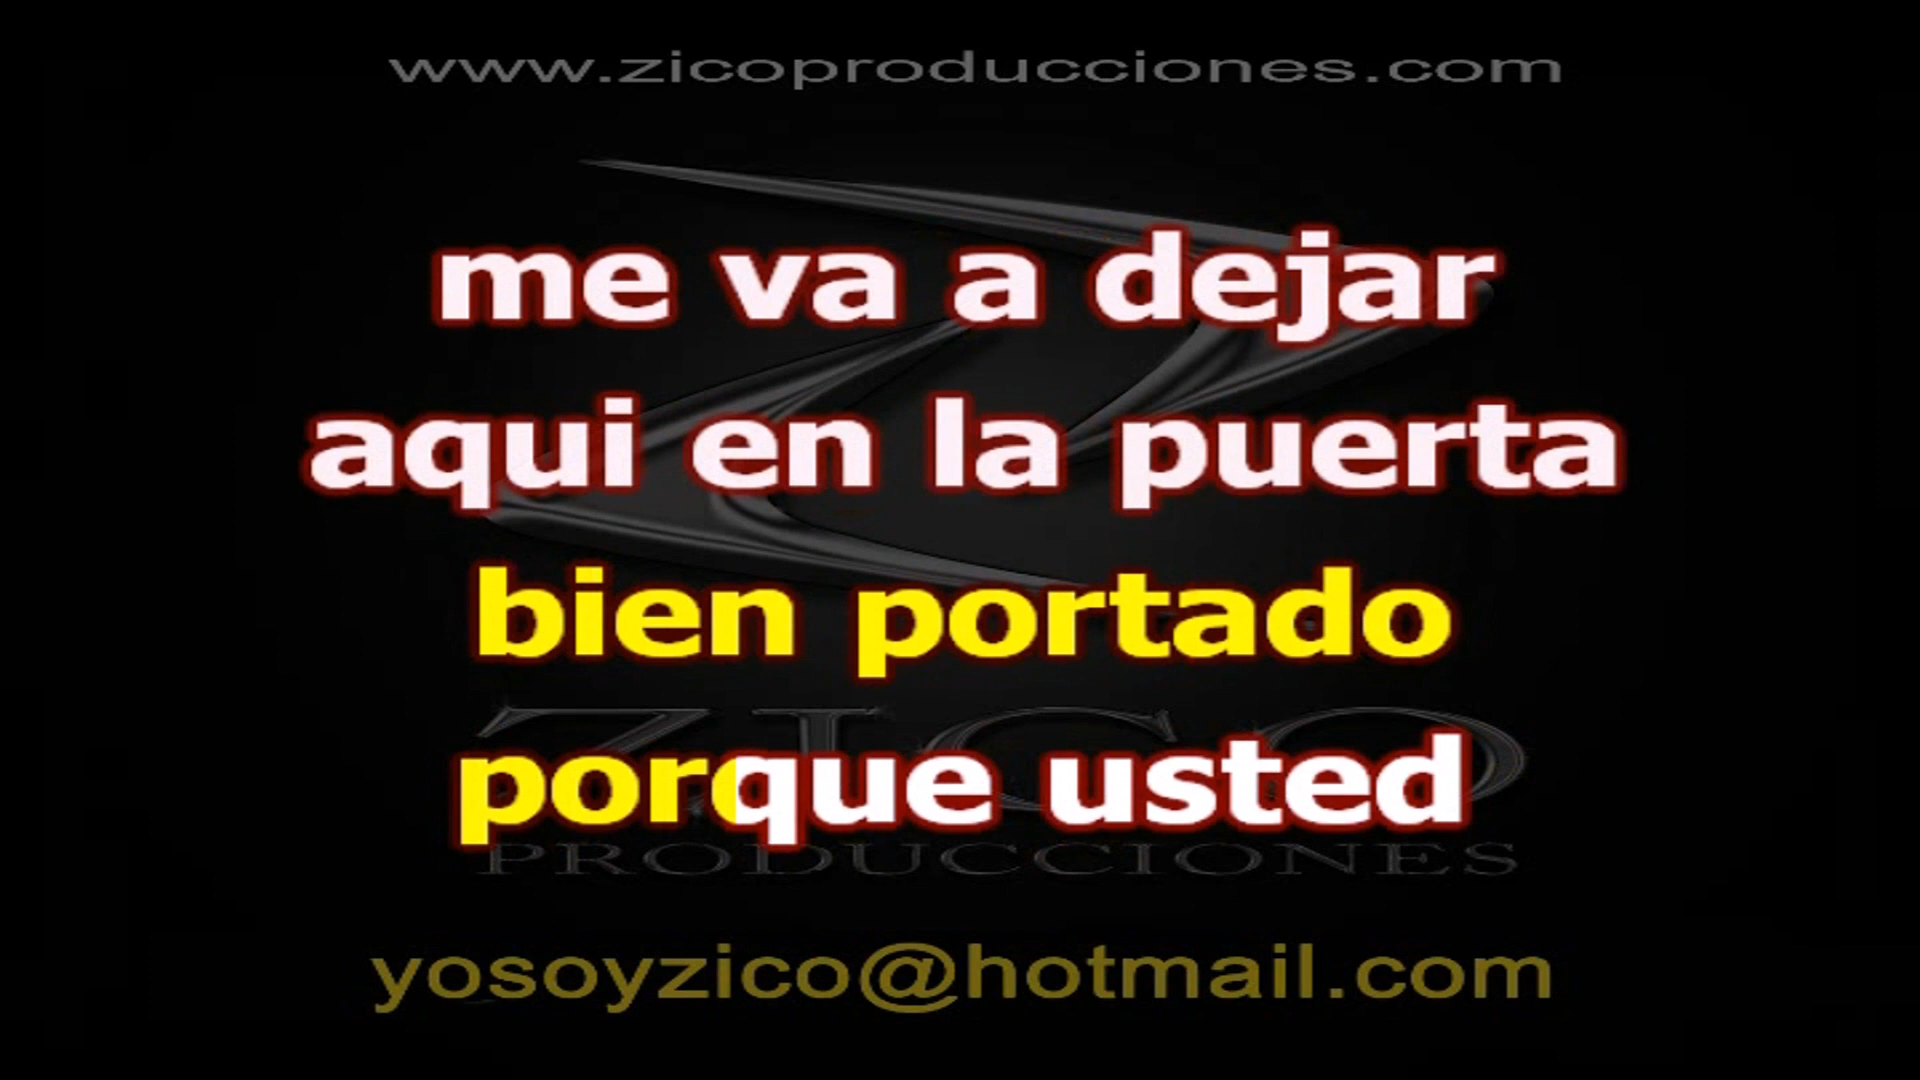 www.zicoproducciones.com
me va a dejar
aqui en la puerta
bien portado
porque usted
ZICO
PRODUCCIONES
yosoyzico@hotmail.com